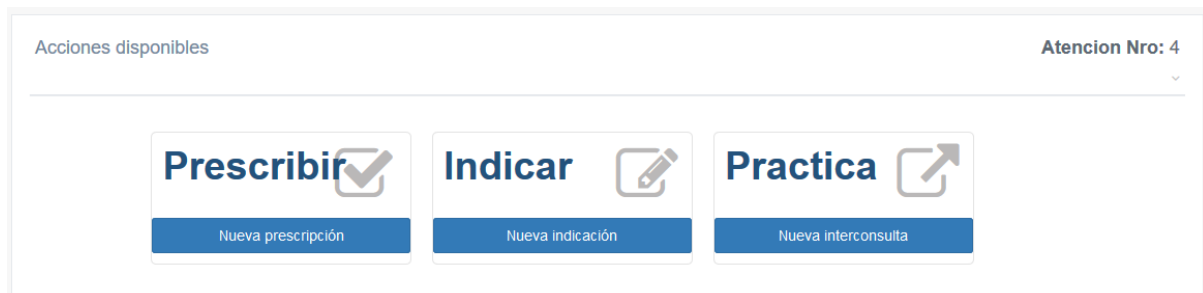 Acciones disponibles
Atencion Nro: 4
Prescribir
Indicar
Practica
Nueva prescripción
Nueva indicación
Nueva interconsulta